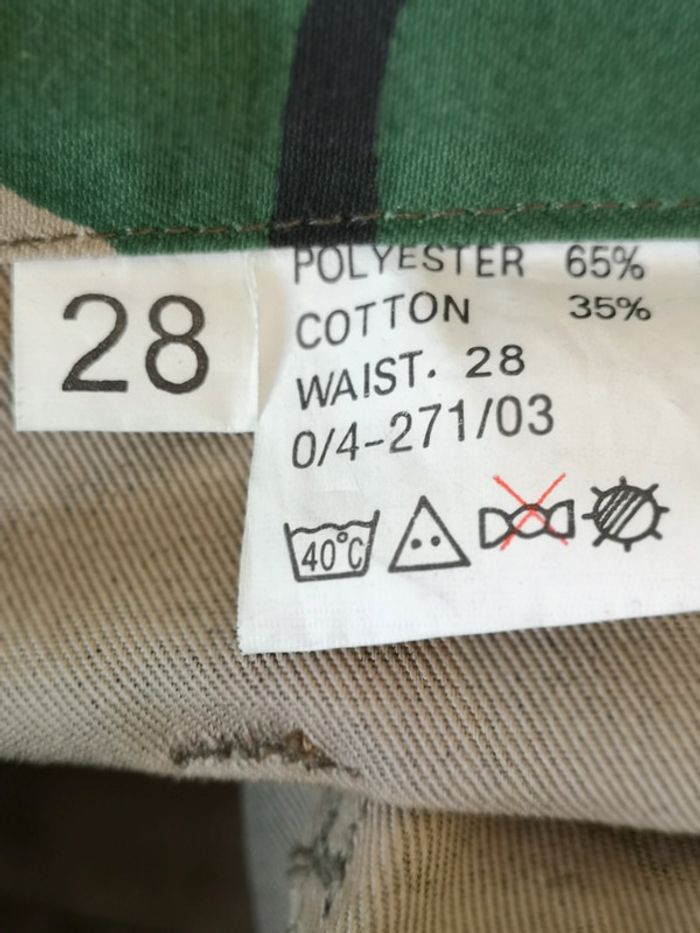 28
POLYESTER 65%
COTTON 35%
WAIST. 28
0/4-271/03
40°C